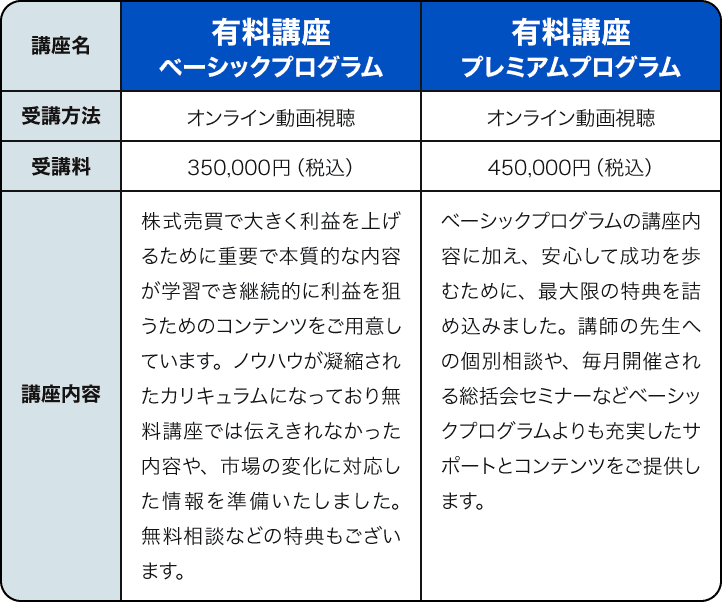 講座名
有料講座
ベーシックプログラム
有料講座
プレミアムプログラム
受講方法
オンライン動画視聴
オンライン動画視聴
受講料
350,000円（税込）
450,000円（税込）
講座内容
株式売買で大きく利益を上げ
るために重要で本質的な内容
が学習でき継続的に利益を狙
うためのコンテンツをご用意し
ています。ノウハウが凝縮され
たカリキュラムになっており無
料講座では伝えきれなかった
内容や、市場の変化に対応し
た情報を準備いたしました。
無料相談などの特典もござい
ます。
ベーシックプログラムの講座内
容に加え、安心して成功を歩
むために、最大限の特典を詰
め込みました。講師の先生へ
の個別相談や、毎月開催され
る総括会セミナーなどベーシッ
クプログラムよりも充実したサ
ポートとコンテンツをご提供し
ます。